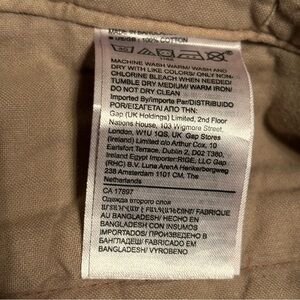 100% COTTON
MACHINE WASH WARM/ WASH AND
DRY WITH LIKE COLORS/ ONLY NON-
CHLORINE BLEACH WHEN NEEDED/
TUMBLE DRY MEDIUM/ WARM IRON/
DO NOT DRY CLEAN
Imported By/importe Par/DISTRIBUIDO
POR/ΕΙΣΑΓΕΤΑΙ ΑΠΟ ΤΗΝ:
Gap (UK Holdings) Limited, 2nd Floor
Nations House, 103 Wigmore Street,
London, W1U 1QS, UK Gap Stores
(Ireland) Limited c/o Arthur Cox, 10
Earlsfort Terrace, Dublin 2, D02 T380,
Ireland Egypt Importer:RIGE, LLC Gap
(RHC) B.V. Luna ArenA Herikerbergweg
238 Amsterdam 1101 CM, The
Netherlands
CA 17897
Одежда второго слоя
FABRIQUE
AU BANGLADESH/ HECHO EN
BANGLADESH CON INSUMOS
IMPORTADOS/ ПРОИЗВЕДЕНО В
БАНГЛАДЕШ/ FABRICADO EM
BANGLADESH/ VYROBENO